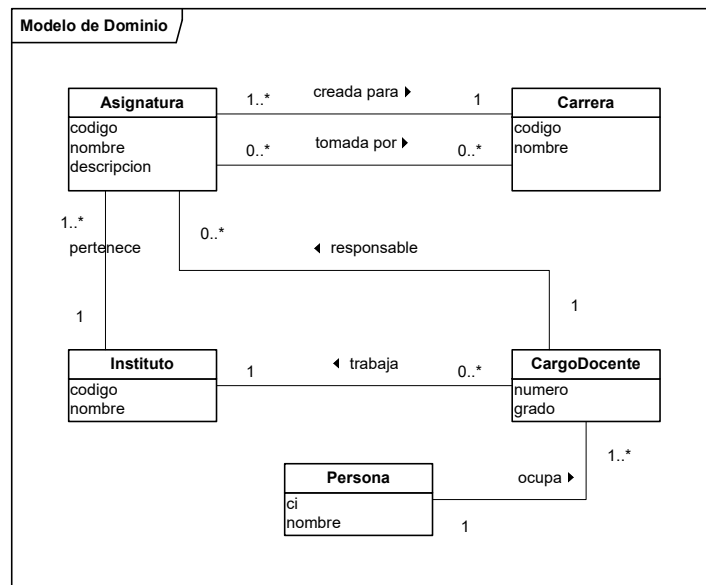 Modelo de Dominio
Asignatura
codigo
nombre
descripcion
1..*
creada para
1
0..*
tomada por
0..*
Carrera
codigo
nombre
1..*
pertenece
1
0..*
responsable
1
Instituto
codigo
nombre
1
trabaja
0..*
CargoDocente
numero
grado
1..*
ocupa
1
Persona
ci
nombre